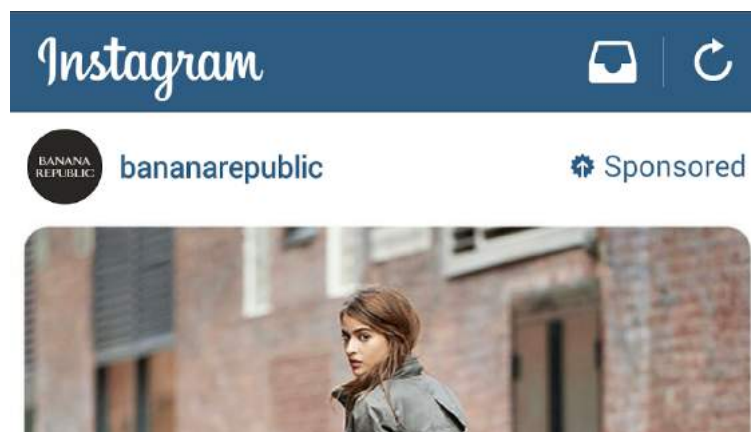 Instagram
BANANA
REPUBLIC
bananarepublic
Sponsored